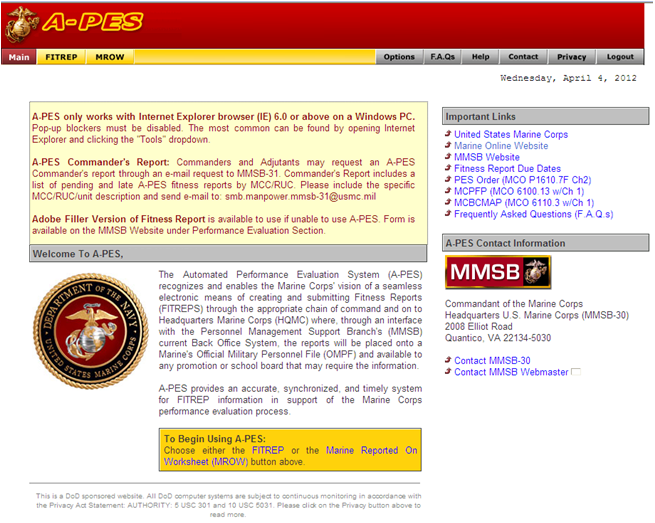 A-PES
Main FITREP MROW Options F.A.Qs Help Contact Privacy Logout
Wednesday, April 4, 2012
A-PES only works with Internet Explorer browser (IE) 6.0 or above on a Windows PC.
Pop-up blockers must be disabled. The most common can be found by opening Internet
Explorer and clicking the "Tools" dropdown.
A-PES Commander's Report: Commanders and Adjutants may request an A-PES
Commander's report through an e-mail request to MMSB-31. Commander's Report includes a
list of pending and late A-PES fitness reports by MCC/RUC. Please include the specific
MCC/RUC/unit description and send e-mail to: smb.manpower.mmsb-31@usmc.mil
Adobe Filler Version of Fitness Report is available to use if unable to use A-PES. Form is
available on the MMSB Website under Performance Evaluation Section.
Welcome To A-PES,
DEPARTMENT OF THE NAVY
UNITED STATES MARINE CORPS
The Automated Performance Evaluation System (A-PES)
recognizes and enables the Marine Corps' vision of a seamless
electronic means of creating and submitting Fitness Reports
(FITREPS) through the appropriate chain of command and on to
Headquarters Marine Corps (HQMC) where, through an interface
with the Personnel Management Support Branch's (MMSB)
current Back Office System, the reports will be placed onto a
Marine's Official Military Personnel File (OMPF) and available to
any promotion or school board that may require the information.
A-PES provides an accurate, synchronized, and timely system
for FITREP information in support of the Marine Corps
performance evaluation process.
To Begin Using A-PES:
Choose either the FITREP or the Marine Reported On
Worksheet (MROW) button above.
This is a DoD sponsored website. All DoD computer systems are subject to continuous monitoring in accordance with
the Privacy Act Statement: AUTHORITY: 5 USC 301 and 10 USC 5031. Please click on the Privacy button above to
read more.
Important Links
United States Marine Corps
Marine Online Website
MMSB Website
Fitness Report Due Dates
PES Order (MCO P1610.7F Ch2)
MCPFP (MCO 6100.13 w/Ch 1)
MCBCMAP (MCO 6110.3 w/Ch 1)
Frequently Asked Questions (F.A.Q.s)
A-PES Contact Information
MMSB
Commandant of the Marine Corps
Headquarters U.S. Marine Corps (MMSB-30)
2008 Elliot Road
Quantico, VA 22134-5030
Contact MMSB-30
Contact MMSB Webmaster